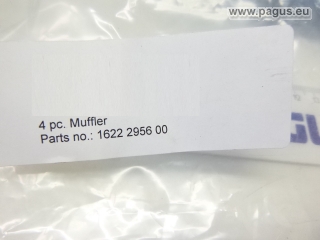 www.pagus.eu
4 pc. Muffler
Parts no.: 1622 2956 00